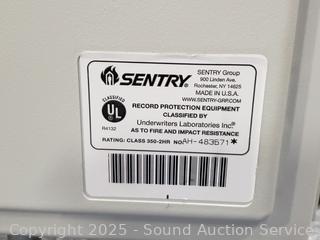 SENTRY®
SENTRY Group
900 Linden Ave.
Rochester, NY 14625
MADE IN U.S.A.
WWW.SENTRY-GRP.COM
CLASSIFIED
UL
®
R4132
RECORD PROTECTION EQUIPMENT
CLASSIFIED BY
Underwriters Laboratories Inc.®
AS TO FIRE AND IMPACT RESISTANCE
RATING: CLASS 350-2HR NO. AH-483571*
Copyright © 2025 - Sound Auction Service